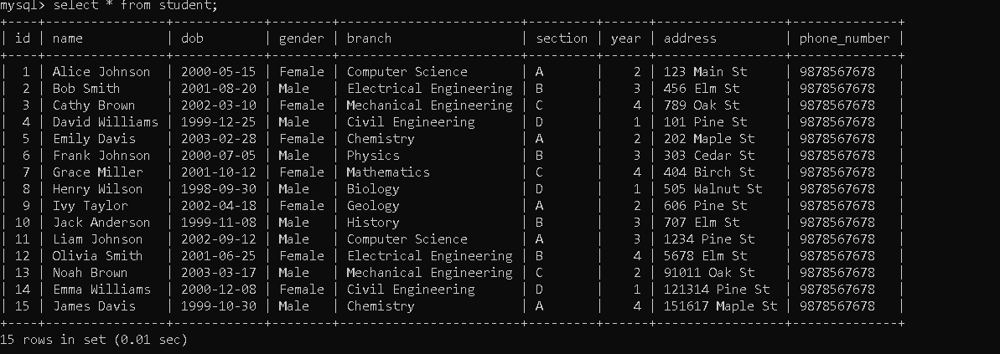 mysql> select * from student;
+----+----------------+------------+--------+------------------------+---------+------+-----------------+--------------+
| id | name           | dob        | gender | branch                 | section | year | address         | phone_number |
+----+----------------+------------+--------+------------------------+---------+------+-----------------+--------------+
|  1 | Alice Johnson  | 2000-05-15 | Female | Computer Science       | A       |    2 | 123 Main St     | 9878567678   |
|  2 | Bob Smith      | 2001-08-20 | Male   | Electrical Engineering | B       |    3 | 456 Elm St      | 9878567678   |
|  3 | Cathy Brown    | 2002-03-10 | Female | Mechanical Engineering | C       |    4 | 789 Oak St      | 9878567678   |
|  4 | David Williams | 1999-12-25 | Male   | Civil Engineering      | D       |    1 | 101 Pine St     | 9878567678   |
|  5 | Emily Davis    | 2003-02-28 | Female | Chemistry              | A       |    2 | 202 Maple St    | 9878567678   |
|  6 | Frank Johnson  | 2000-07-05 | Male   | Physics                | B       |    3 | 303 Cedar St    | 9878567678   |
|  7 | Grace Miller   | 2001-10-12 | Female | Mathematics            | C       |    4 | 404 Birch St    | 9878567678   |
|  8 | Henry Wilson   | 1998-09-30 | Male   | Biology                | D       |    1 | 505 Walnut St   | 9878567678   |
|  9 | Ivy Taylor     | 2002-04-18 | Female | Geology                | A       |    2 | 606 Pine St     | 9878567678   |
| 10 | Jack Anderson  | 1999-11-08 | Male   | History                | B       |    3 | 707 Elm St      | 9878567678   |
| 11 | Liam Johnson   | 2002-09-12 | Male   | Computer Science       | A       |    3 | 1234 Pine St    | 9878567678   |
| 12 | Olivia Smith   | 2001-06-25 | Female | Electrical Engineering | B       |    4 | 5678 Elm St     | 9878567678   |
| 13 | Noah Brown     | 2003-03-17 | Male   | Mechanical Engineering | C       |    2 | 91011 Oak St    | 9878567678   |
| 14 | Emma Williams  | 2000-12-08 | Female | Civil Engineering      | D       |    1 | 121314 Pine St  | 9878567678   |
| 15 | James Davis    | 1999-10-30 | Male   | Chemistry              | A       |    4 | 151617 Maple St | 9878567678   |
+----+----------------+------------+--------+------------------------+---------+------+-----------------+--------------+
15 rows in set (0.01 sec)